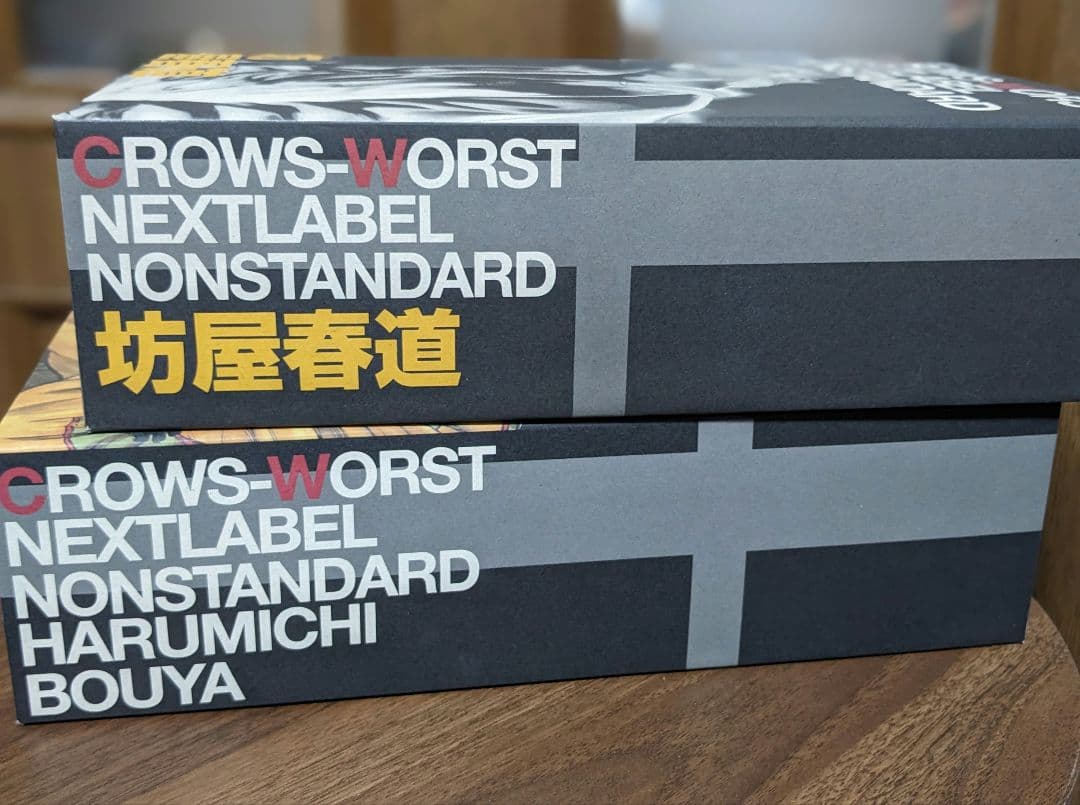 CROWS-WORST
NEXTLABEL
NONSTANDARD
坊屋春道
CROWS-WORST
NEXTLABEL
NONSTANDARD
HARUMICHI
BOUYA